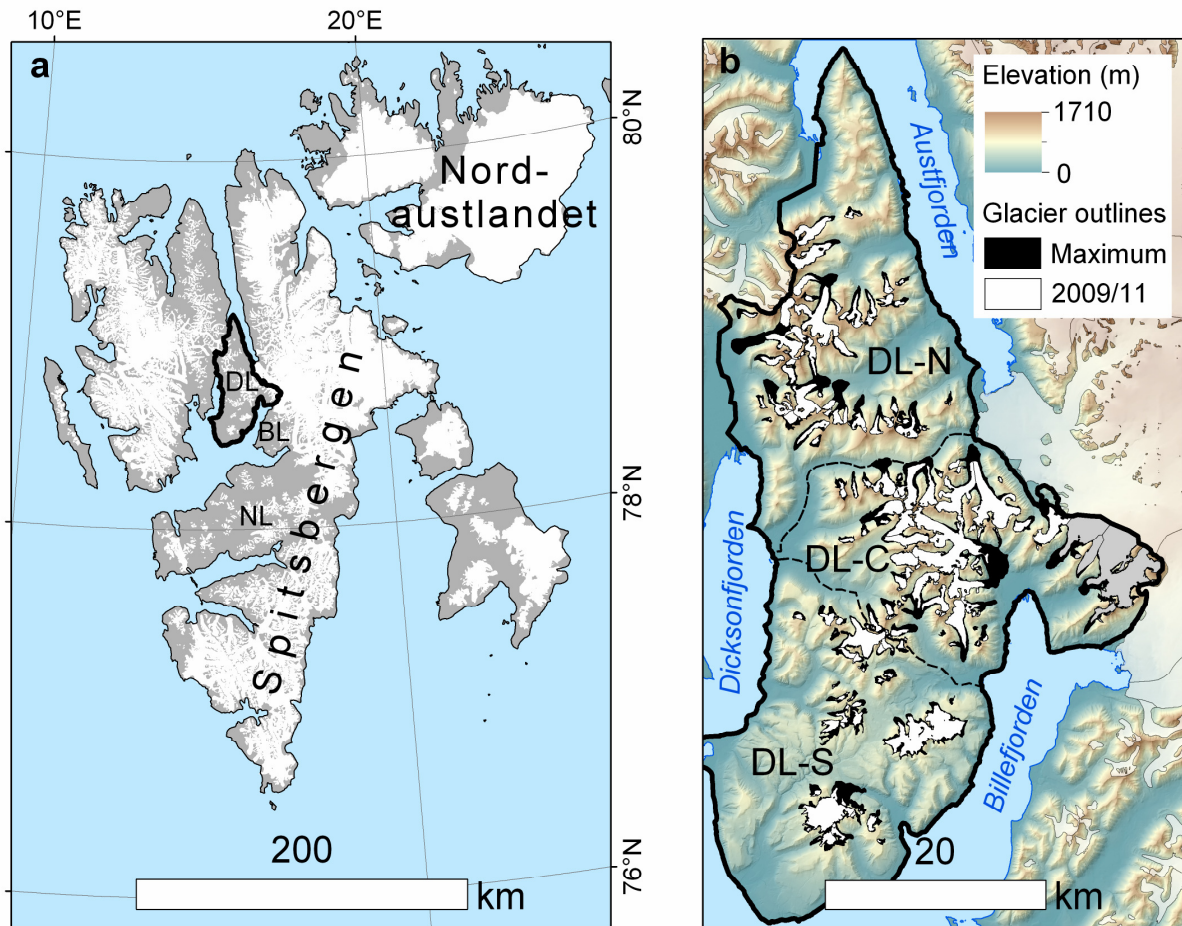 10°E
20°E
a
80°N
Nord-
austlandet
DL
BL
NL
Spitsbergen
78°N
76°N
200
km
b
Elevation (m)
1710
0
Glacier outlines
Maximum
2009/11
Austfjorden
DL-N
DL-C
Dicksonfjorden
DL-S
Billefjorden
20
km